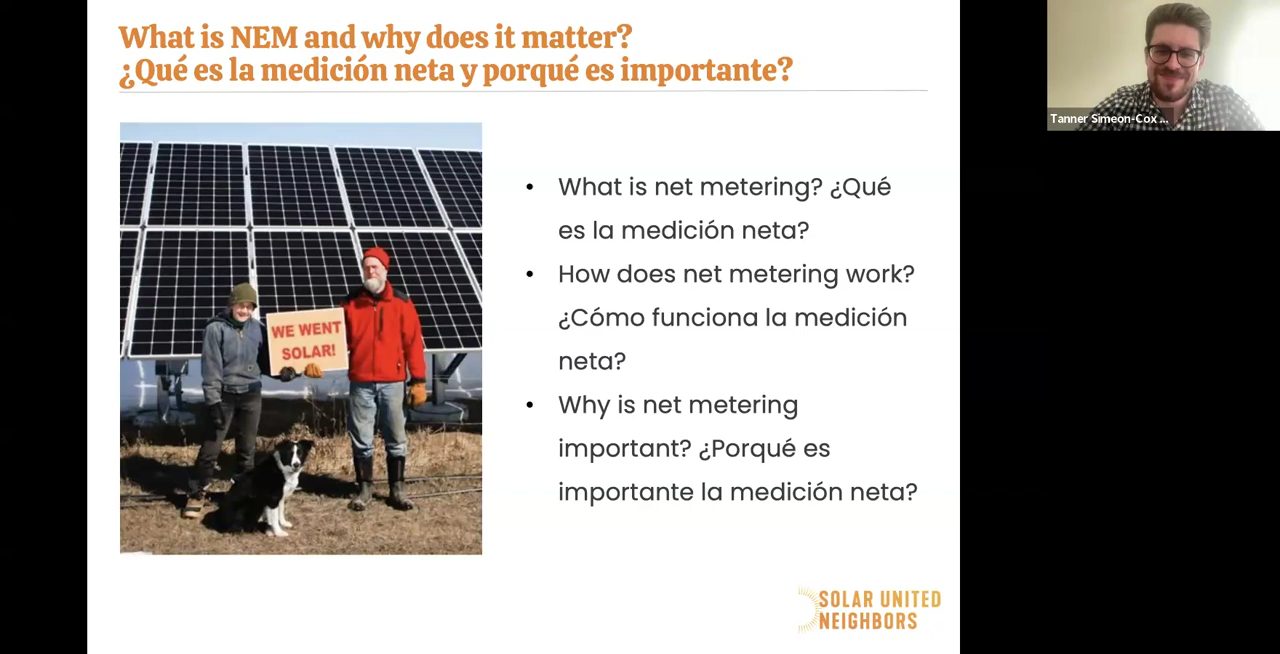 What is NEM and why does it matter?
¿Qué es la medición neta y porqué es importante?
Tanner Simeon-Cox ...
WE WENT
SOLAR!
What is net metering? ¿Qué
es la medición neta?
How does net metering work?
¿Cómo funciona la medición
neta?
Why is net metering
important? ¿Porqué es
importante la medición neta?
SOLAR UNITED
NEIGHBORS